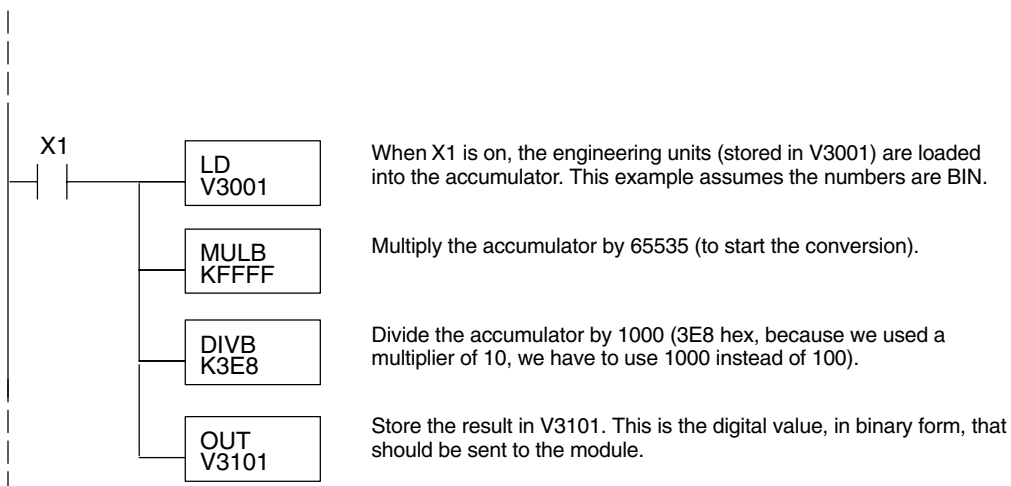 X1
LD
V3001
When X1 is on, the engineering units (stored in V3001) are loaded
into the accumulator. This example assumes the numbers are BIN.
MULB
KFFFF
Multiply the accumulator by 65535 (to start the conversion).
DIVB
K3E8
Divide the accumulator by 1000 (3E8 hex, because we used a
multiplier of 10, we have to use 1000 instead of 100).
OUT
V3101
Store the result in V3101. This is the digital value, in binary form, that
should be sent to the module.